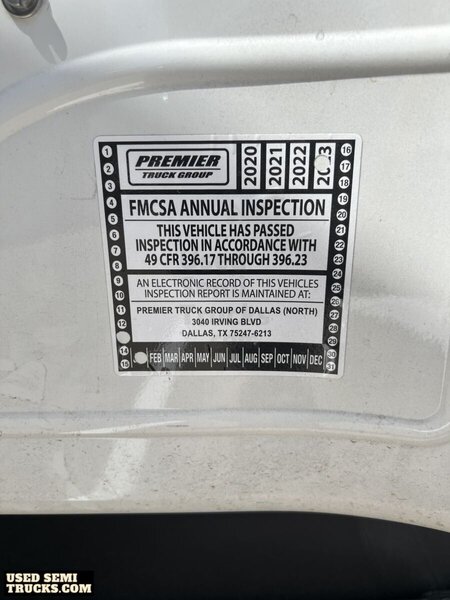 PREMIER
TRUCK GROUP
2020
2021
2022
FMCSA ANNUAL INSPECTION
THIS VEHICLE HAS PASSED
INSPECTION IN ACCORDANCE WITH
49 CFR 396.17 THROUGH 396.23
AN ELECTRONIC RECORD OF THIS VEHICLES
INSPECTION REPORT IS MAINTAINED AT:
PREMIER TRUCK GROUP OF DALLAS (NORTH)
3040 IRVING BLVD
DALLAS, TX 75247-6213
1
2
3
4
5
6
7
8
9
10
11
12
14
15
FEB MAR APR MAY JUN JUL AUG SEP OCT NOV DEC
16
17
18
19
20
21
22
23
24
25
26
27
28
29
30
31
USED SEMI
TRUCKS.COM